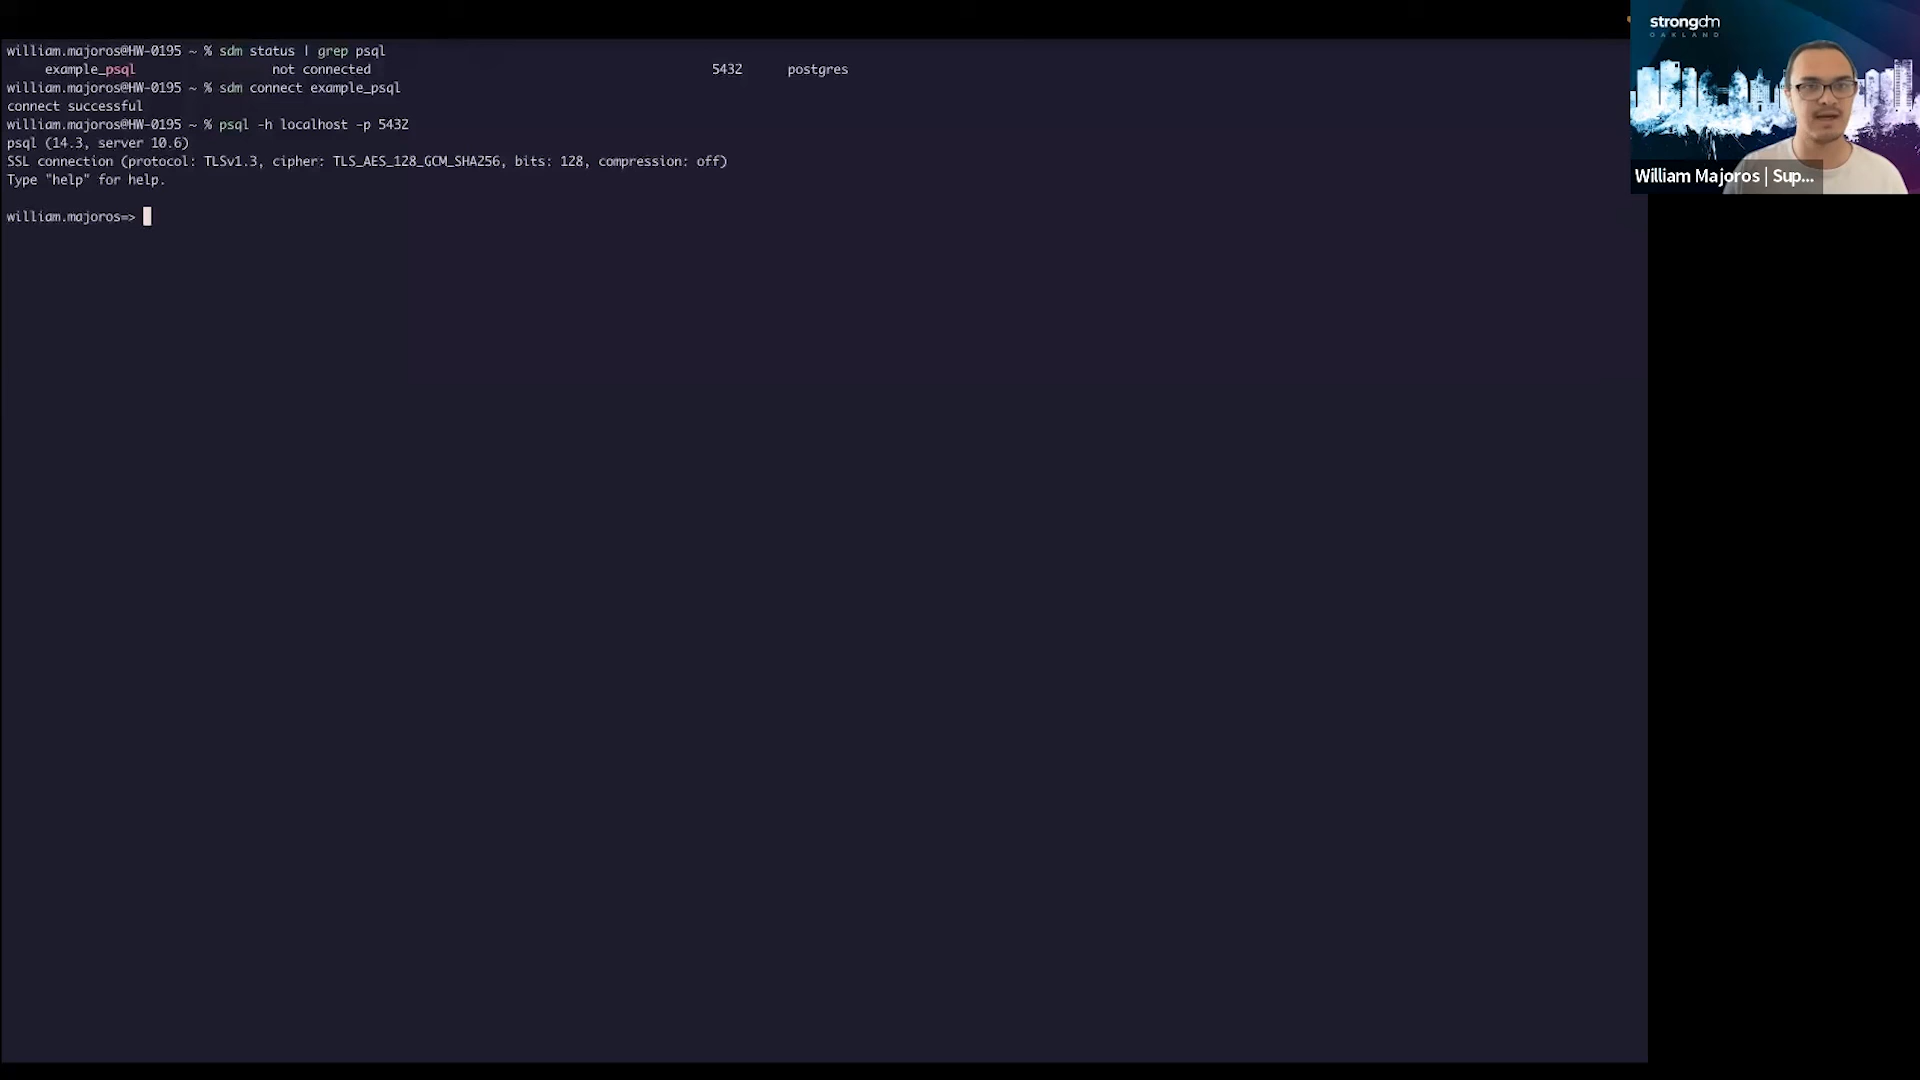 william.majoros@HW-0195 ~ % sdm status | grep psql
example_psql not connected 5432 postgres
william.majoros@HW-0195 ~ % sdm connect example_psql
connect successful
william.majoros@HW-0195 ~ % psql -h localhost -p 5432
psql (14.3, server 10.6)
SSL connection (protocol: TLSv1.3, cipher: TLS_AES_128_GCM_SHA256, bits: 128, compression: off)
Type "help" for help.
william.majoros=>
strongdm
OAKLAND
William Majoros | Sup...